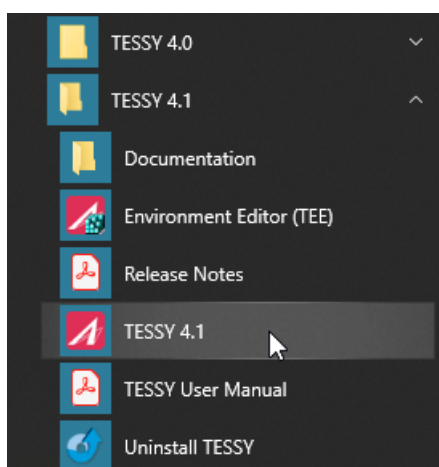 TESSY 4.0
TESSY 4.1
Documentation
Environment Editor (TEE)
Release Notes
TESSY 4.1
TESSY User Manual
Uninstall TESSY